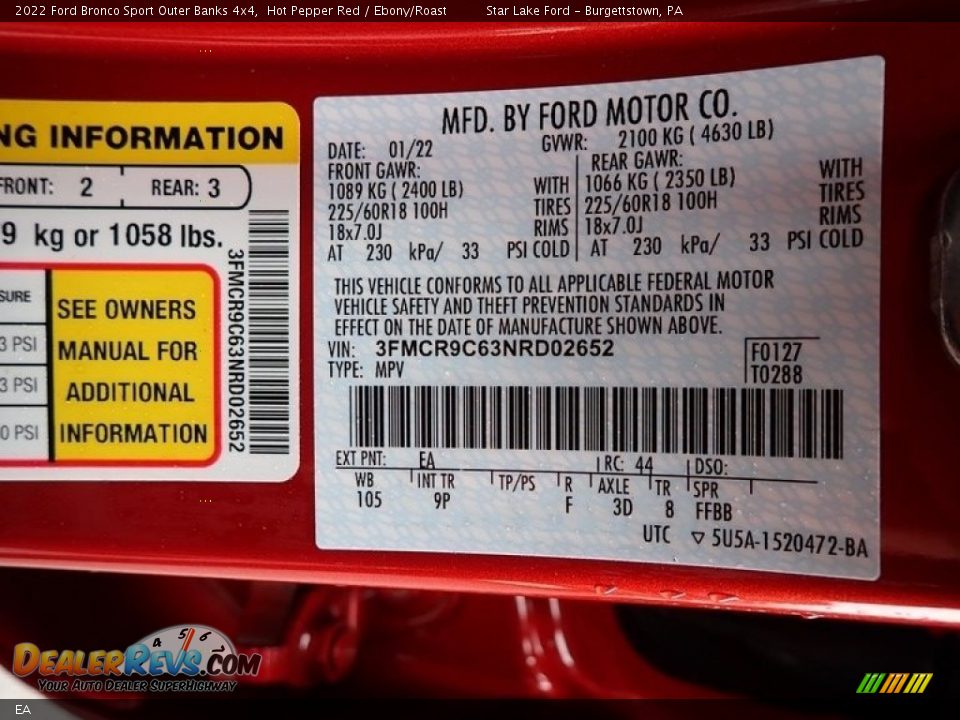 2022 Ford Bronco Sport Outer Banks 4x4, Hot Pepper Red / Ebony/Roast Star Lake Ford - Burgettstown, PA
NG INFORMATION
FRONT: 2 REAR: 3
9 kg or 1058 lbs.
SURE
3 PSI
3 PSI
0 PSI
SEE OWNERS
MANUAL FOR
ADDITIONAL
INFORMATION
3FMCR9C63NRD02652
MFD. BY FORD MOTOR CO.
DATE: 01/22 GVWR: 2100 KG ( 4630 LB)
FRONT GAWR: REAR GAWR:
1089 KG ( 2400 LB) WITH 1066 KG ( 2350 LB) WITH
225/60R18 100H TIRES 225/60R18 100H TIRES
18x7.0J RIMS 18x7.0J RIMS
AT 230 kPa/ 33 PSI COLD AT 230 kPa/ 33 PSI COLD
THIS VEHICLE CONFORMS TO ALL APPLICABLE FEDERAL MOTOR
VEHICLE SAFETY AND THEFT PREVENTION STANDARDS IN
EFFECT ON THE DATE OF MANUFACTURE SHOWN ABOVE.
VIN: 3FMCR9C63NRD02652
TYPE: MPV
F0127
T0288
EXT PNT: EA RC: 44 DSO:
WB INT TR TP/PS R AXLE TR SPR
105 9P F 3D 8 FFBB
UTC ▽ 5U5A-1520472-BA
4 5 6
DealerRevs.com
Your Auto Dealer SuperHighway
EA